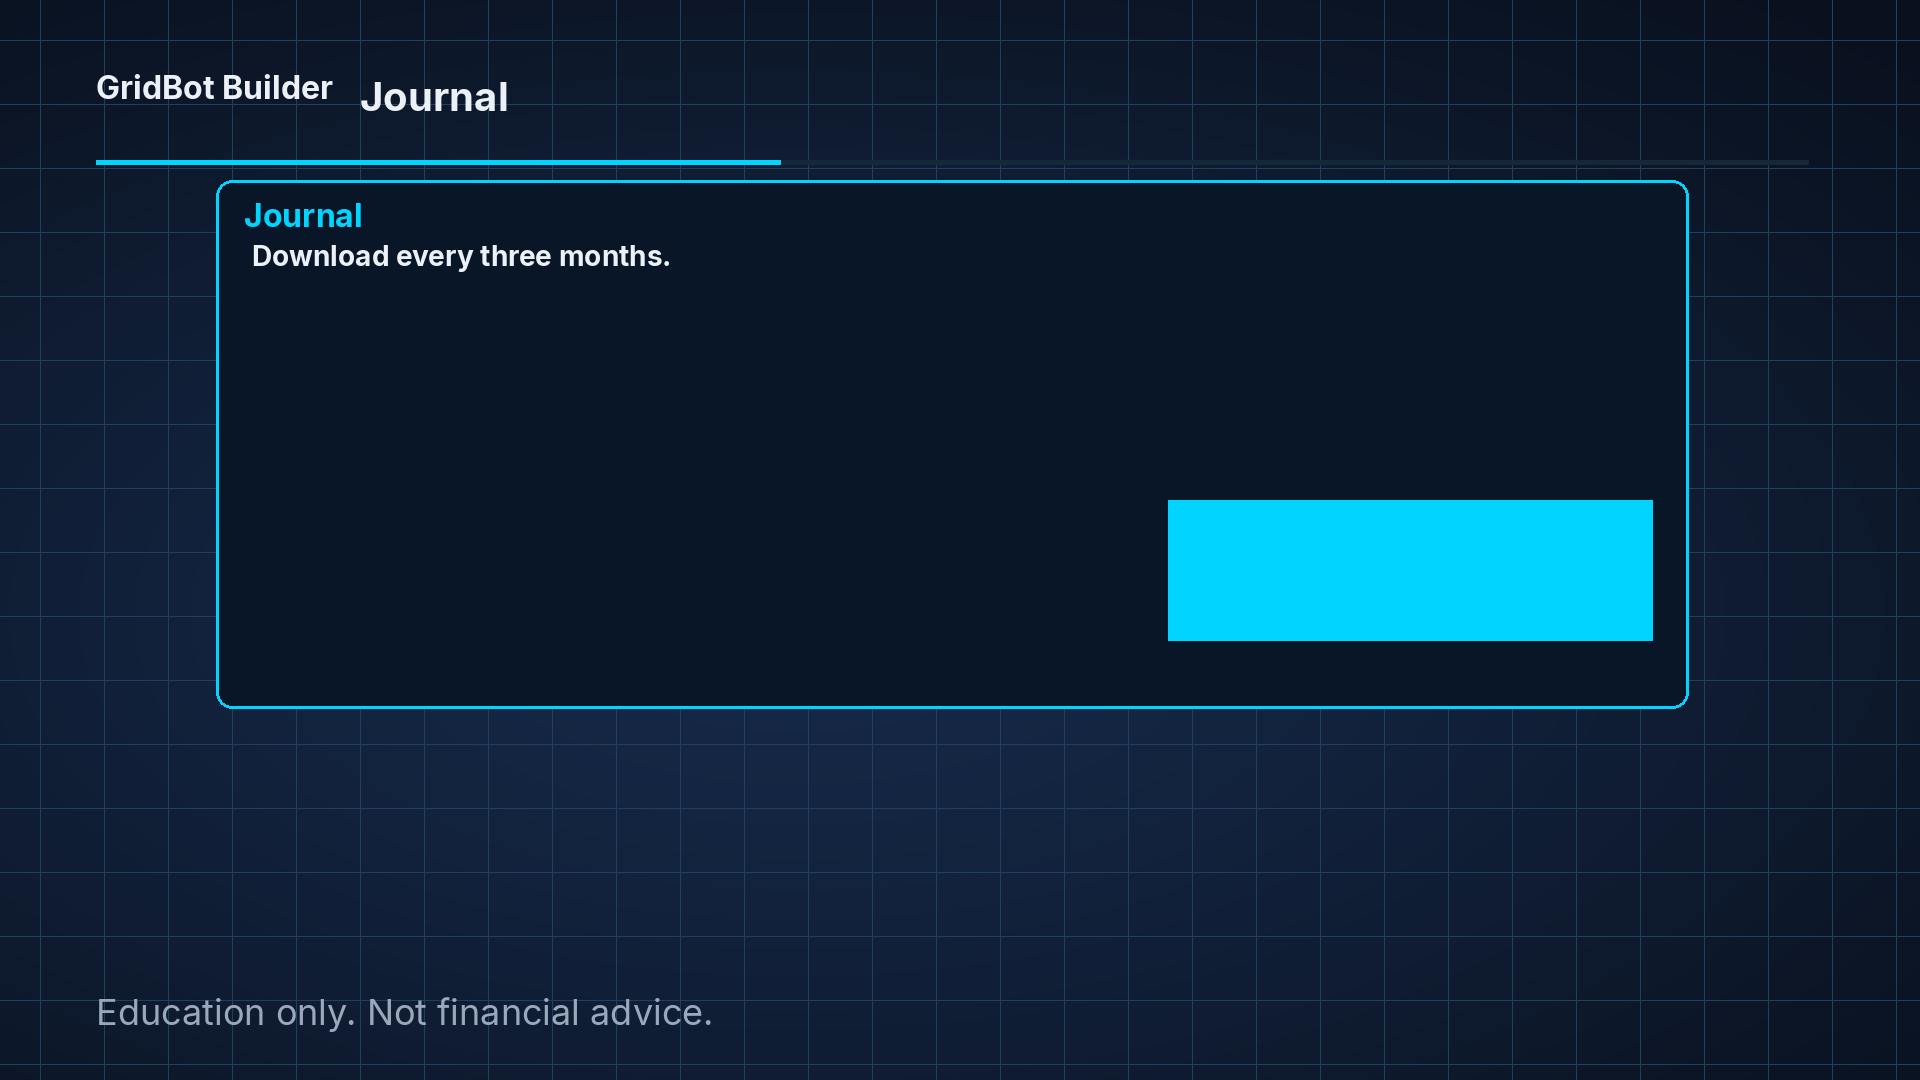 GridBot Builder
Journal
Journal
Download every three months.
Education only. Not financial advice.